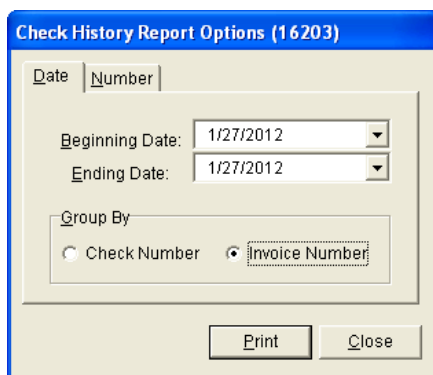 Check History Report Options (16203)
Date Number
Beginning Date: 1/27/2012
Ending Date: 1/27/2012
Group By
Check Number Invoice Number
Print Close